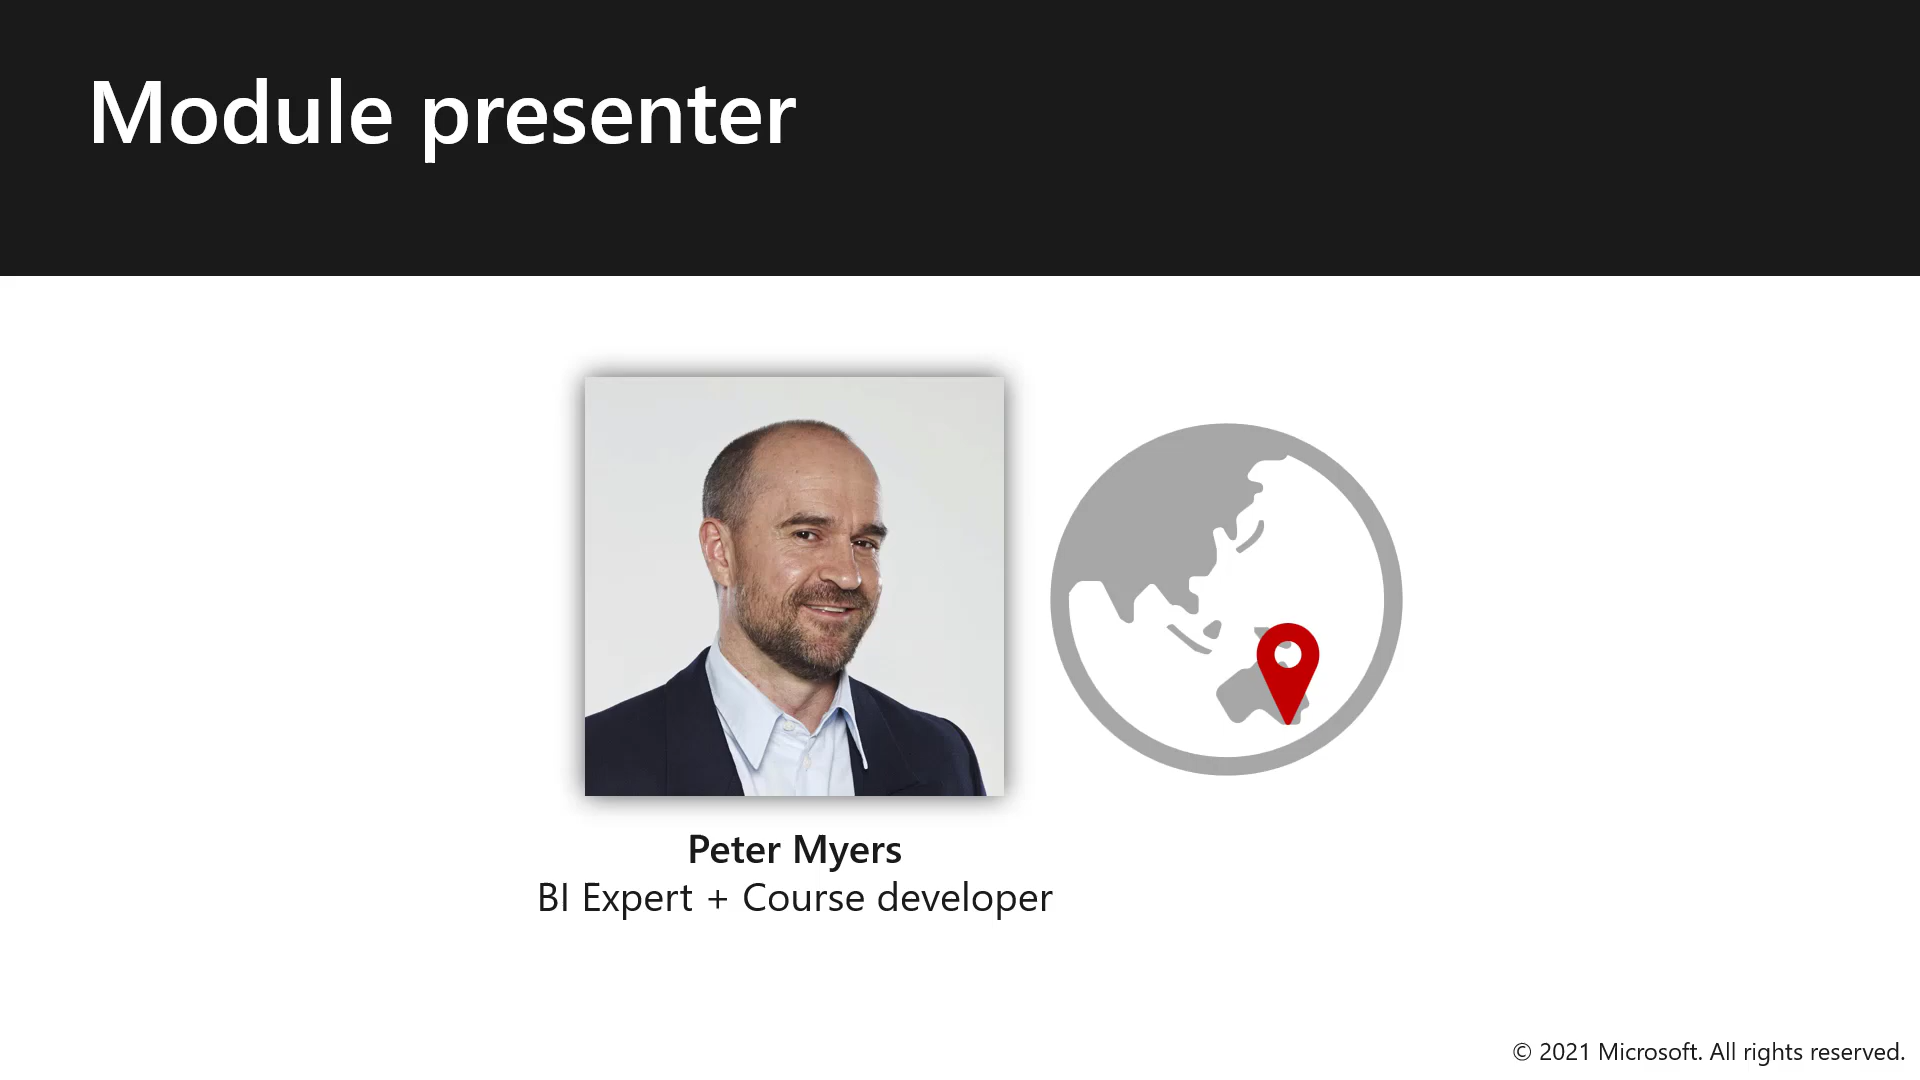 Module presenter
Peter Myers
BI Expert + Course developer
© 2021 Microsoft. All rights reserved.